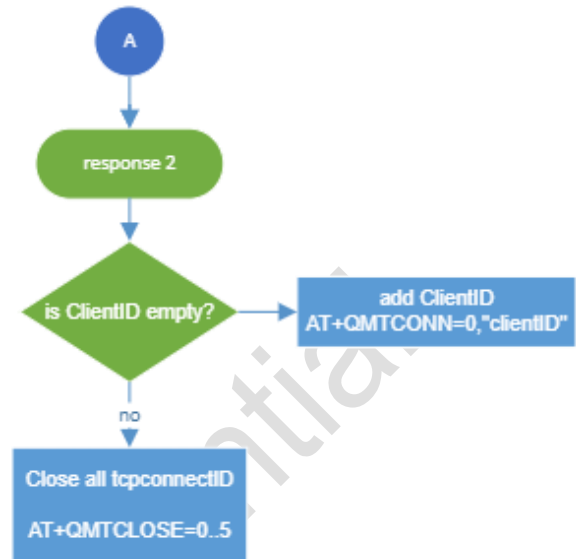 A
response 2
is ClientID empty?
add ClientID
AT+QMTCONN=0,"clientID"
no
Close all tcpconnectID
AT+QMTCLOSE=0..5